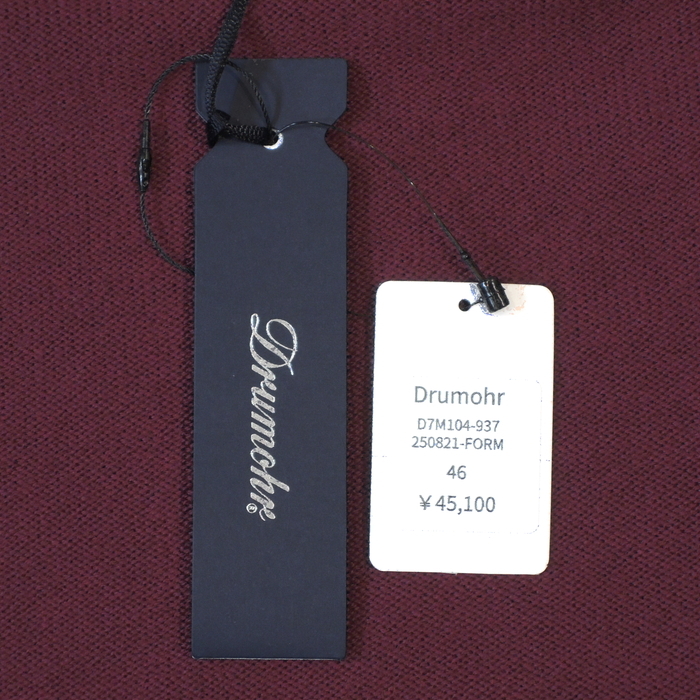 Drumohr®
Drumohr
D7M104-937
250821-FORM
46
￥45,100